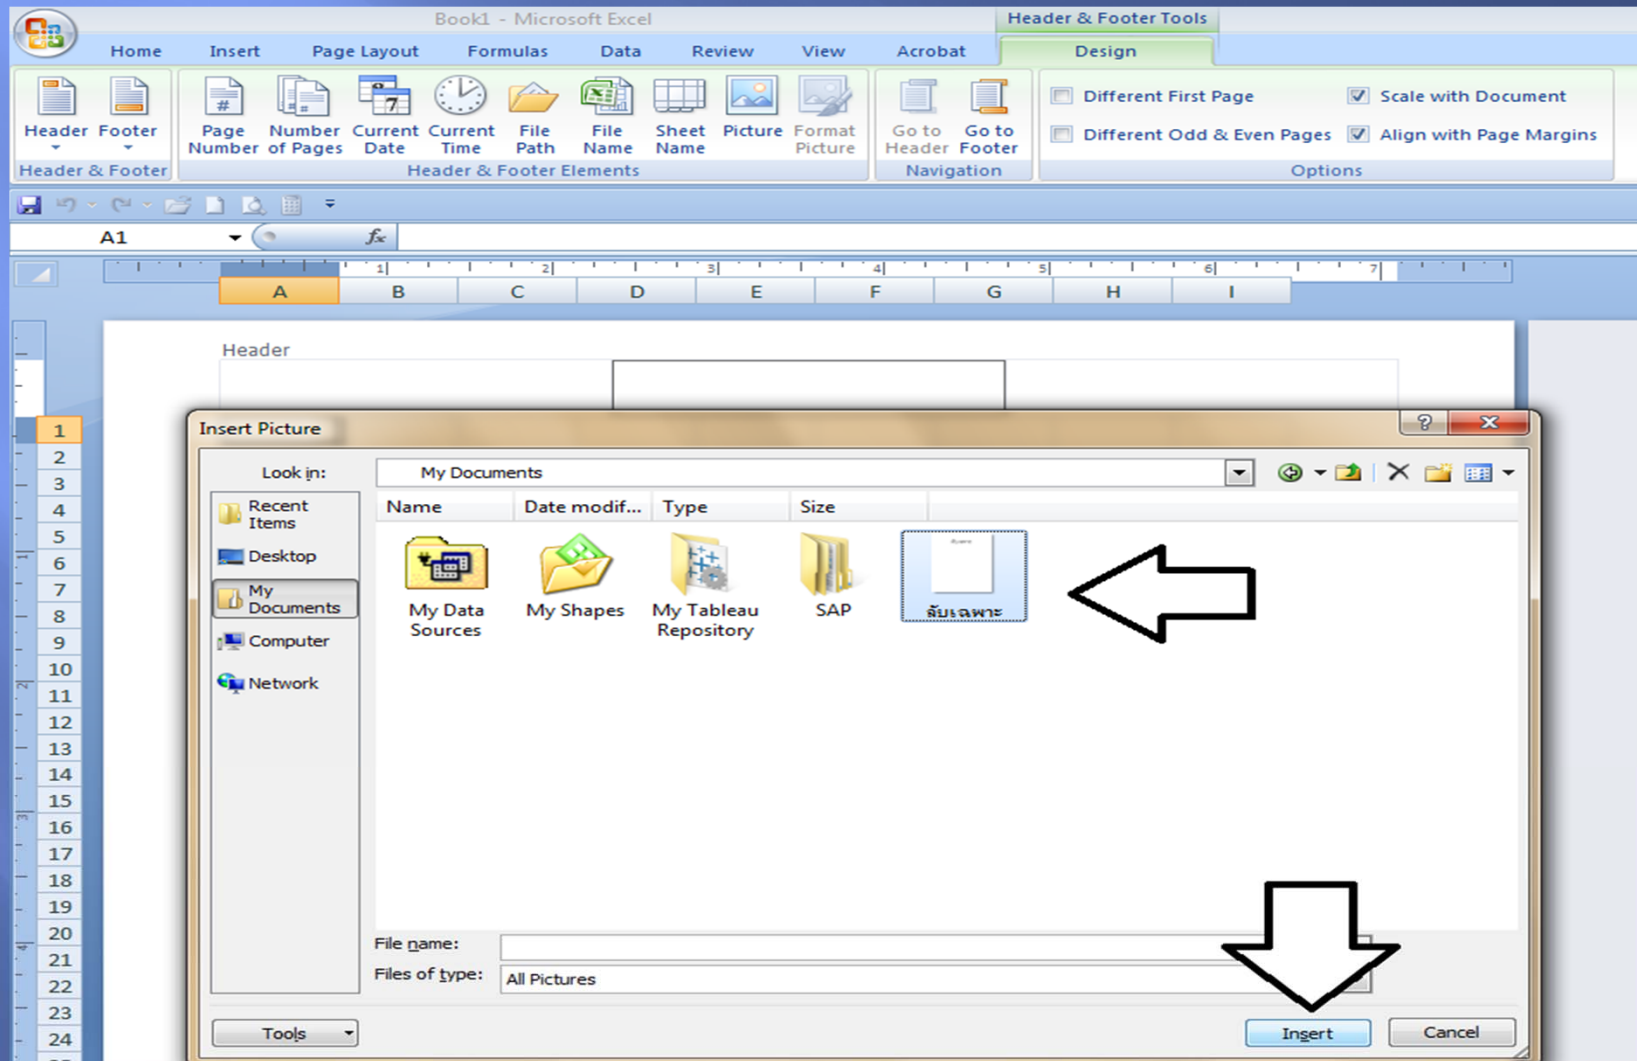 Book1 - Microsoft Excel
Header & Footer Tools
Home Insert Page Layout Formulas Data Review View Acrobat Design
Header Footer
Page Number
Number of Pages
Current Date
Current Time
File Path
File Name
Sheet Name
Picture
Format Picture
Go to Header
Go to Footer
Different First Page
Scale with Document
Different Odd & Even Pages
Align with Page Margins
Header & Footer
Header & Footer Elements
Navigation
Options
A1
fx
1 2 3 4 5 6 7
A B C D E F G H I
Header
Insert Picture
Look in:
My Documents
Name Date modif... Type Size
Recent Items
Desktop
My Documents
Computer
Network
My Data Sources
My Shapes
My Tableau Repository
SAP
ลับเฉพาะ
File name:
Files of type:
All Pictures
Tools
Insert
Cancel
1
2
3
4
5
6
7
8
9
10
11
12
13
14
15
16
17
18
19
20
21
22
23
24